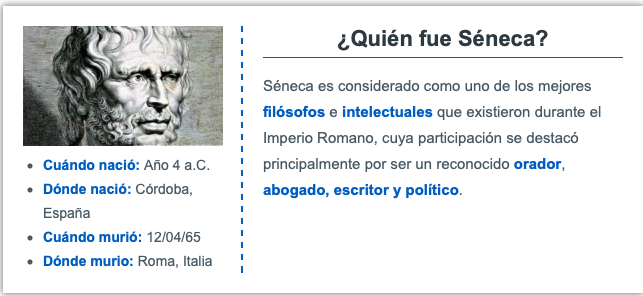 Cuándo nació: Año 4 a.C.
Dónde nació: Córdoba,
España
Cuándo murió: 12/04/65
Dónde murio: Roma, Italia
¿Quién fue Séneca?
Séneca es considerado como uno de los mejores
filósofos e intelectuales que existieron durante el
Imperio Romano, cuya participación se destacó
principalmente por ser un reconocido orador,
abogado, escritor y político.